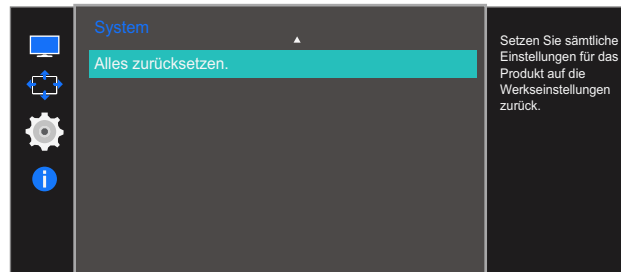 System
Alles zurücksetzen.
Setzen Sie sämtliche
Einstellungen für das
Produkt auf die
Werkseinstellungen
zurück.